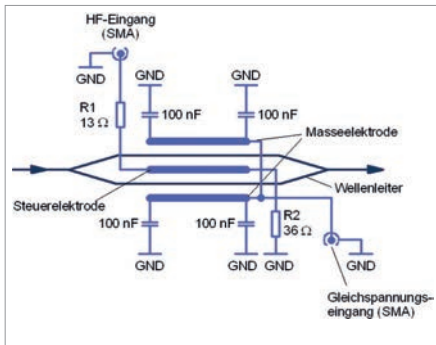 HF-Eingang
(SMA)
GND
GND
GND
R1
13 Ω
100 nF
100 nF
Masseelektrode
Steuerelektrode
Wellenleiter
100 nF
100 nF
R2
36 Ω
GND
GND
GND
GND
Gleichspannungs-
eingang (SMA)